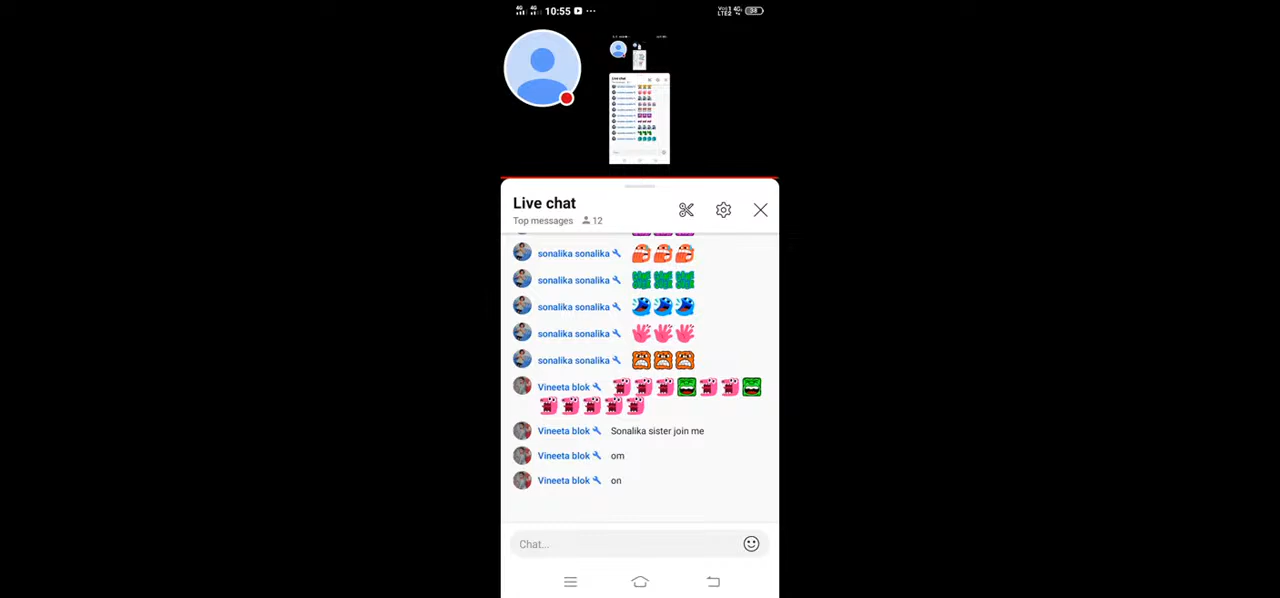 10:55
38
Live chat
Top messages 12
sonalika sonalika
sonalika sonalika
sonalika sonalika
sonalika sonalika
sonalika sonalika
Vineeta blok
Vineeta blok Sonalika sister join me
Vineeta blok om
Vineeta blok on
Chat...